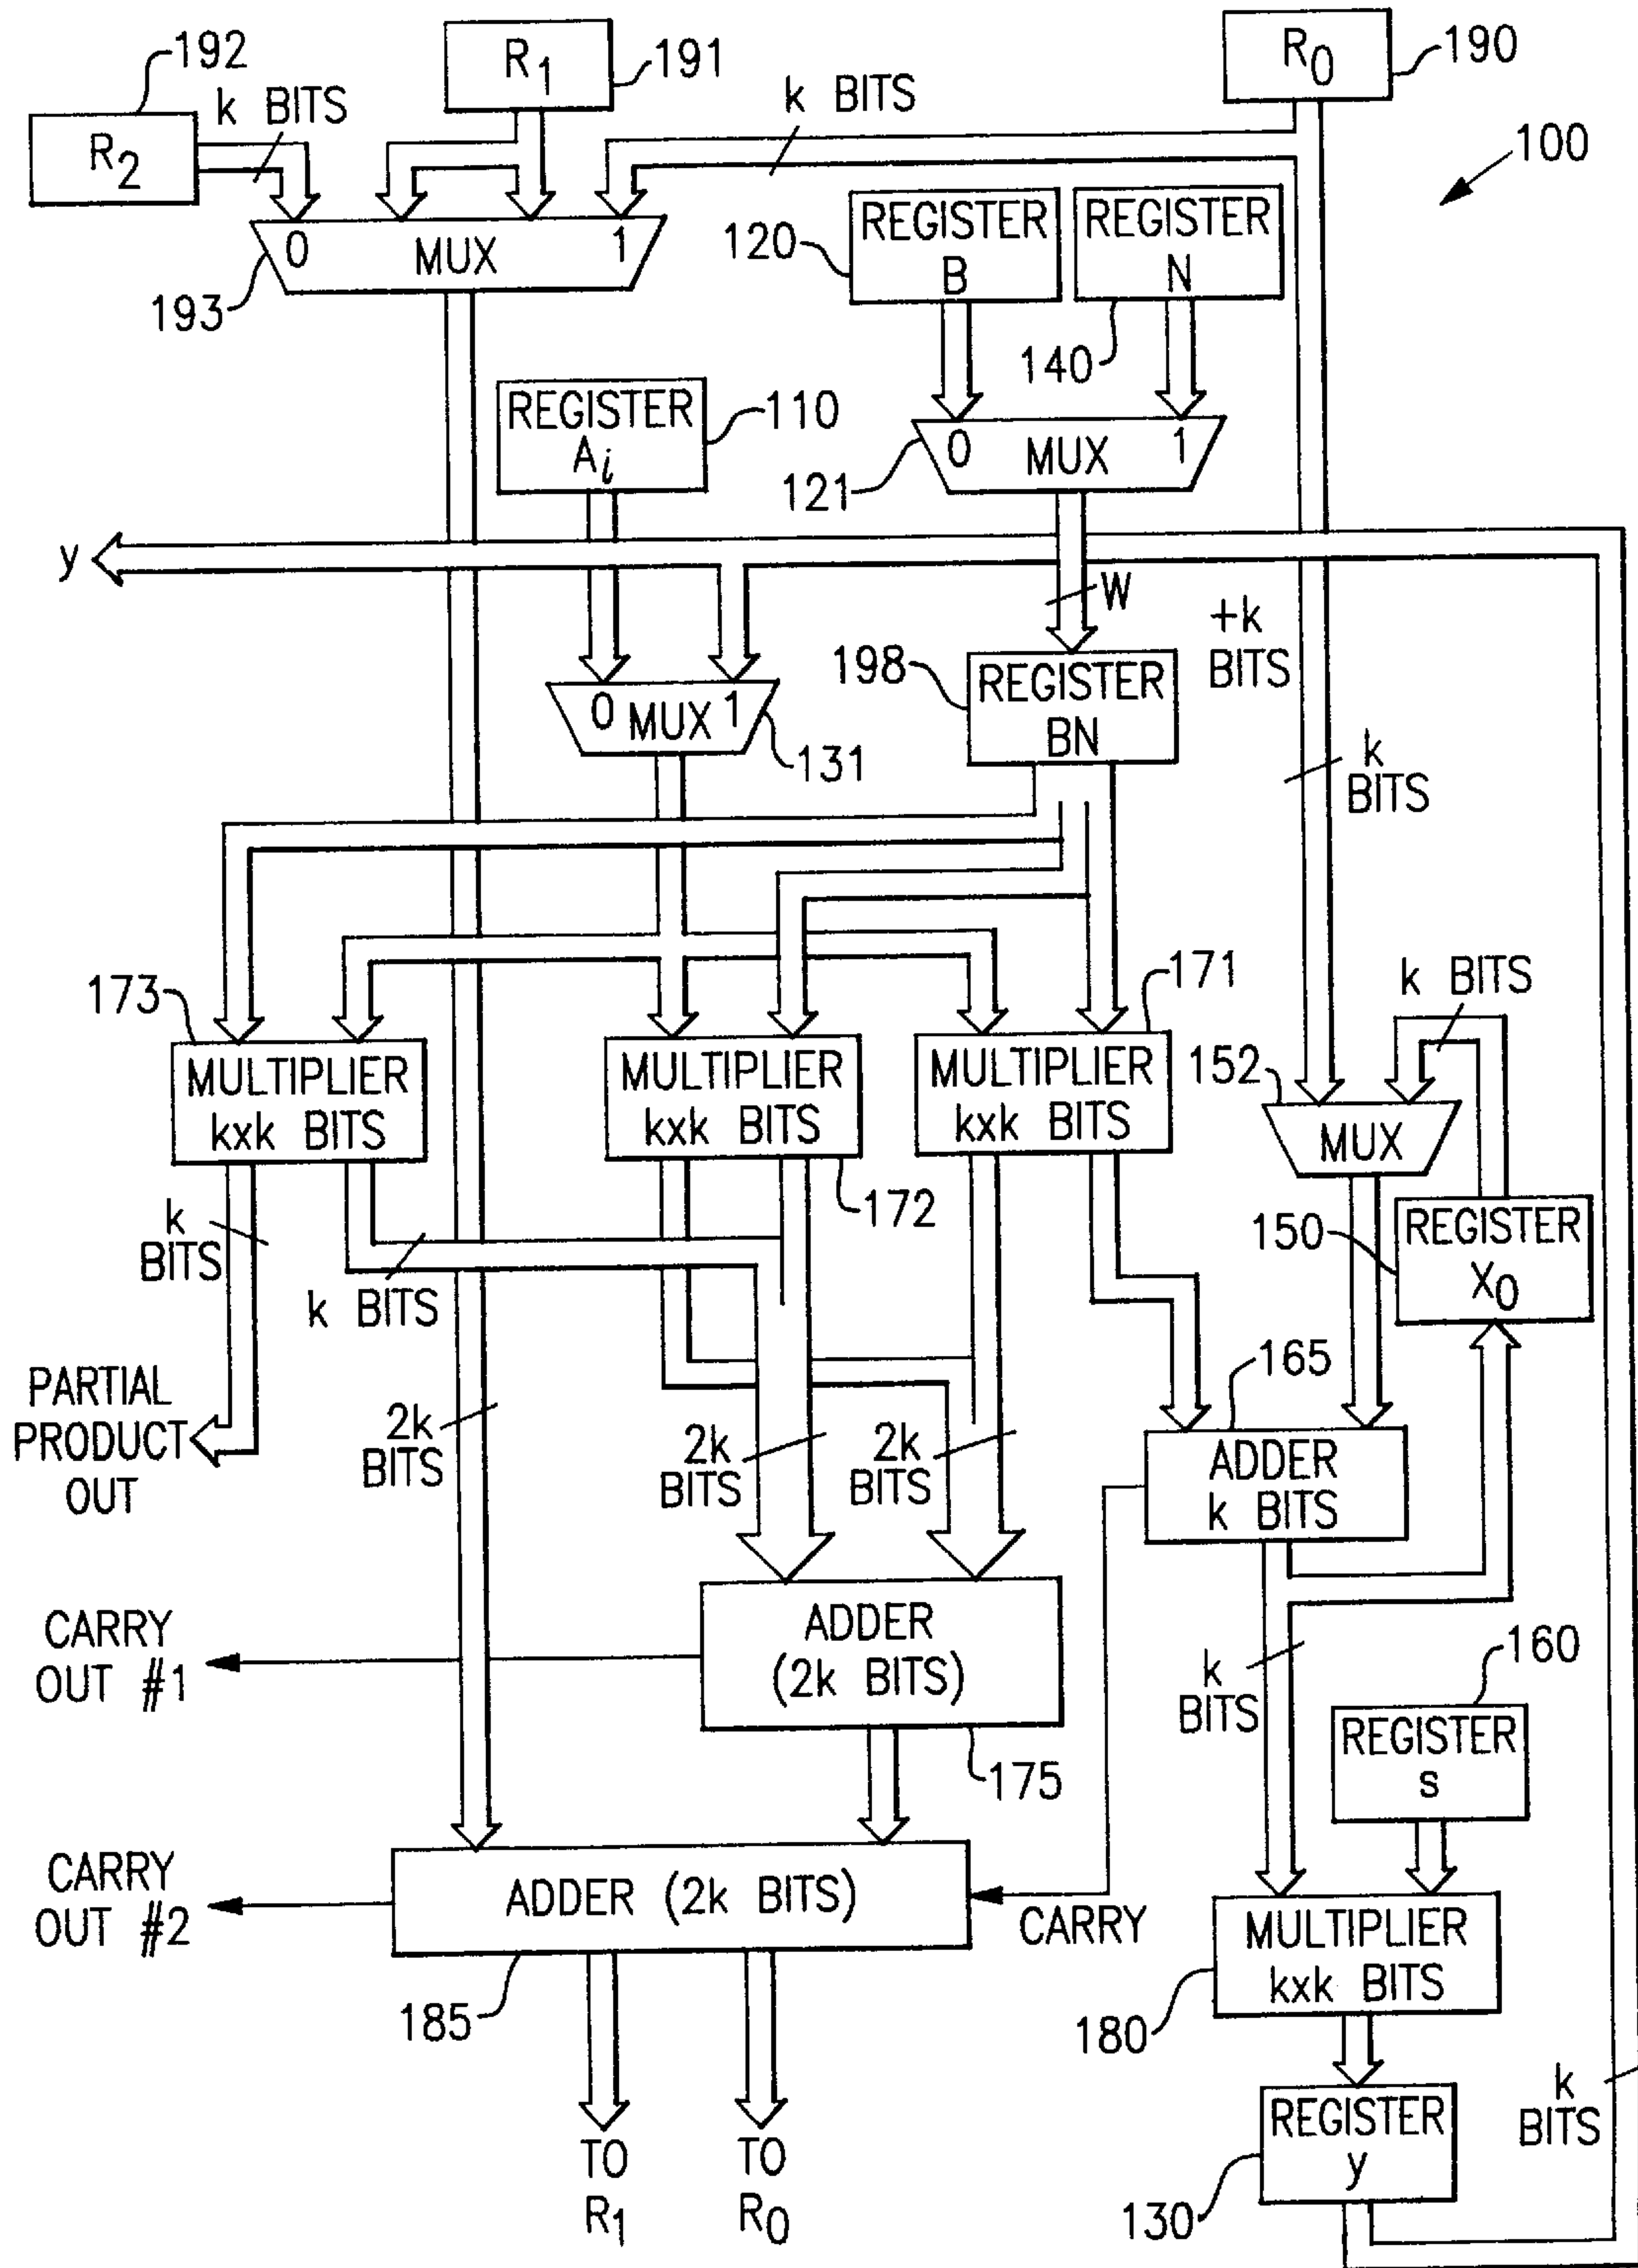 192
k BITS
R2
R1
191
k BITS
R0
190
100
0 MUX 1
193
120
REGISTER
B
REGISTER
N
140
REGISTER
Ai
110
0 MUX 1
121
y
W
+k
BITS
198
REGISTER
BN
0 MUX 1
131
k
BITS
173
MULTIPLIER
kxk BITS
MULTIPLIER
kxk BITS
172
171
MULTIPLIER
kxk BITS
k BITS
152
MUX
150
REGISTER
X0
k
BITS
k BITS
PARTIAL
PRODUCT
OUT
2k
BITS
2k
BITS
2k
BITS
165
ADDER
k BITS
CARRY
OUT #1
ADDER
(2k BITS)
175
k
BITS
160
REGISTER
s
CARRY
OUT #2
ADDER (2k BITS)
185
CARRY
MULTIPLIER
kxk BITS
180
TO
R1
TO
R0
REGISTER
y
130
k
BITS